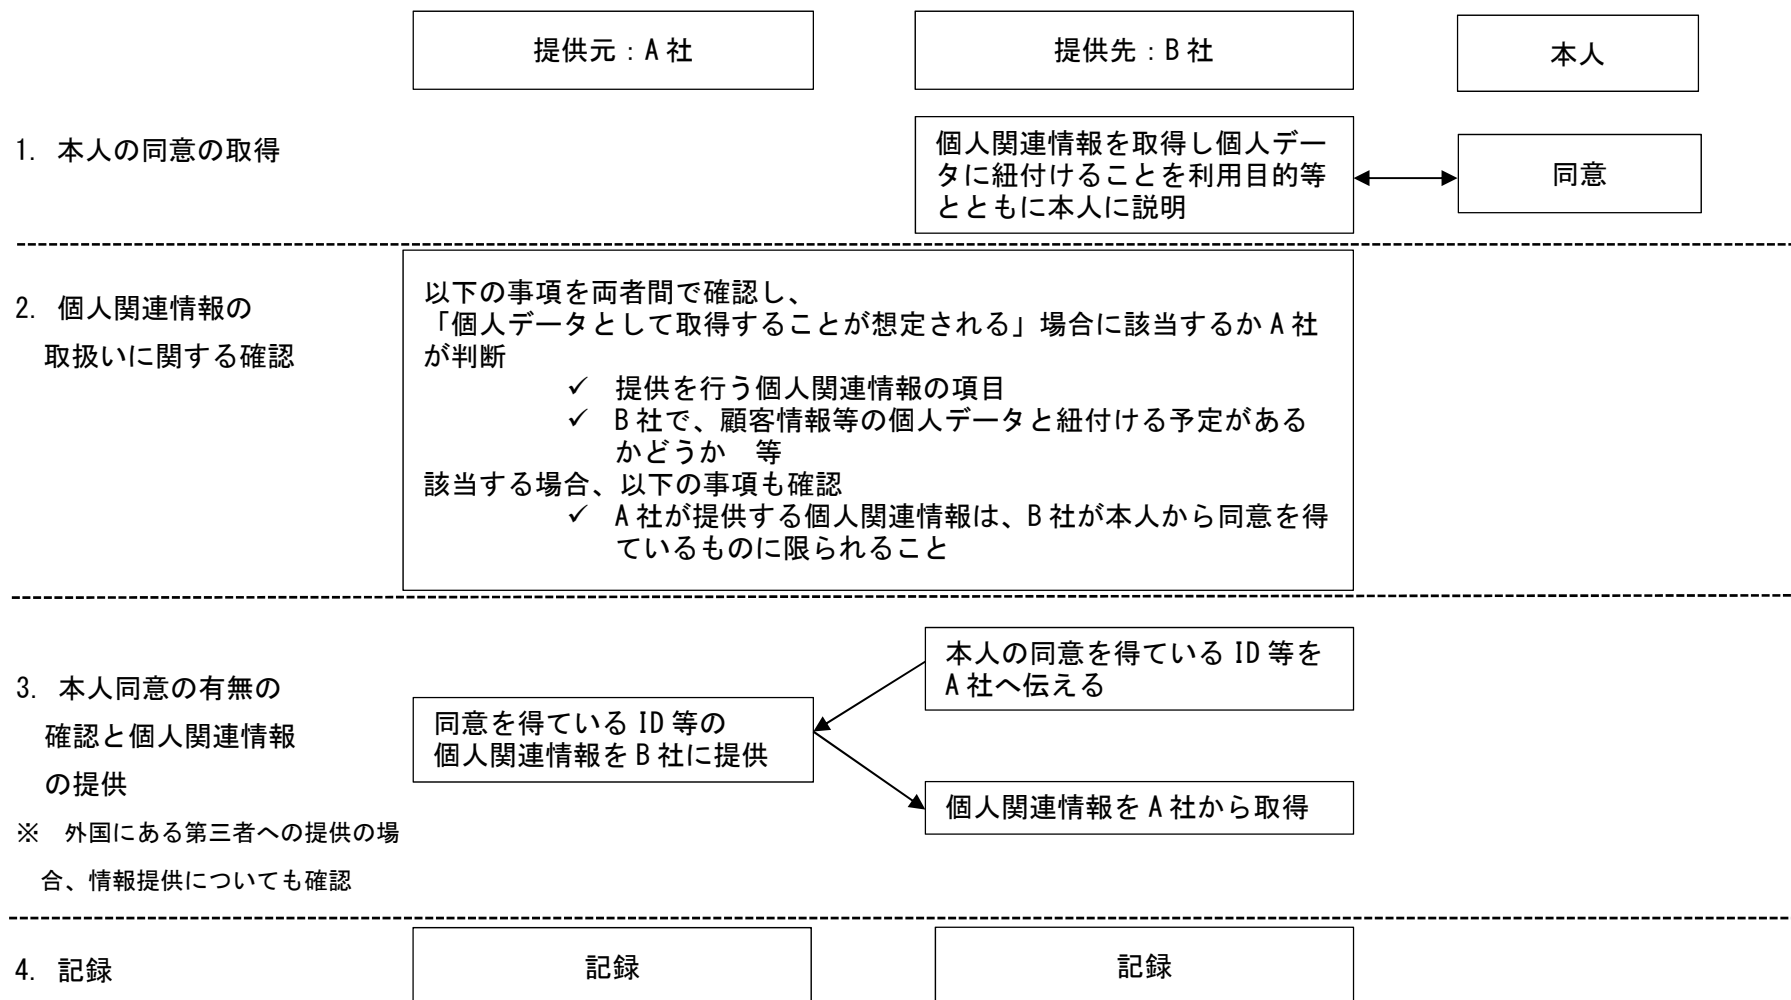 提供元：A 社
提供先：B 社
本人
1. 本人の同意の取得
個人関連情報を取得し個人デー
タに紐付けることを利用目的等
とともに本人に説明
同意
2. 個人関連情報の
取扱いに関する確認
以下の事項を両者間で確認し、
「個人データとして取得することが想定される」場合に該当するか A 社
が判断
✓ 提供を行う個人関連情報の項目
✓ B 社で、顧客情報等の個人データと紐付ける予定がある
かどうか　等
該当する場合、以下の事項も確認
✓ A 社が提供する個人関連情報は、B 社が本人から同意を得
ているものに限られること
3. 本人同意の有無の
確認と個人関連情報
の提供
※　外国にある第三者への提供の場
合、情報提供についても確認
本人の同意を得ている ID 等を
A 社へ伝える
同意を得ている ID 等の
個人関連情報を B 社に提供
個人関連情報を A 社から取得
4. 記録
記録
記録